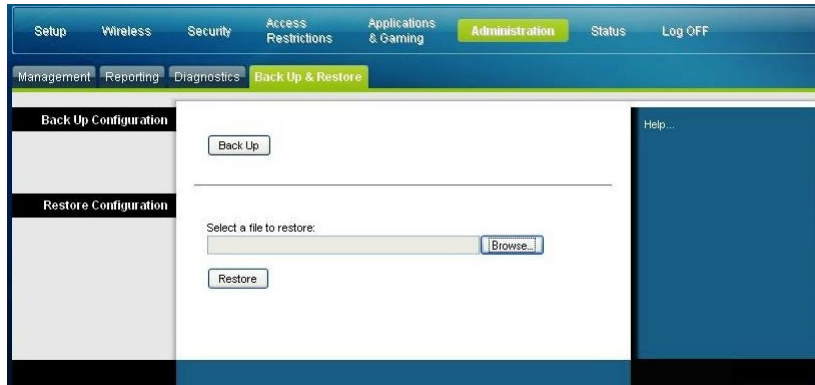 Setup Wireless Security Access Restrictions Applications & Gaming Administration Status Log OFF
Management Reporting Diagnostics Back Up & Restore
Back Up Configuration
Back Up
Help...
Restore Configuration
Select a file to restore:
Browse...
Restore